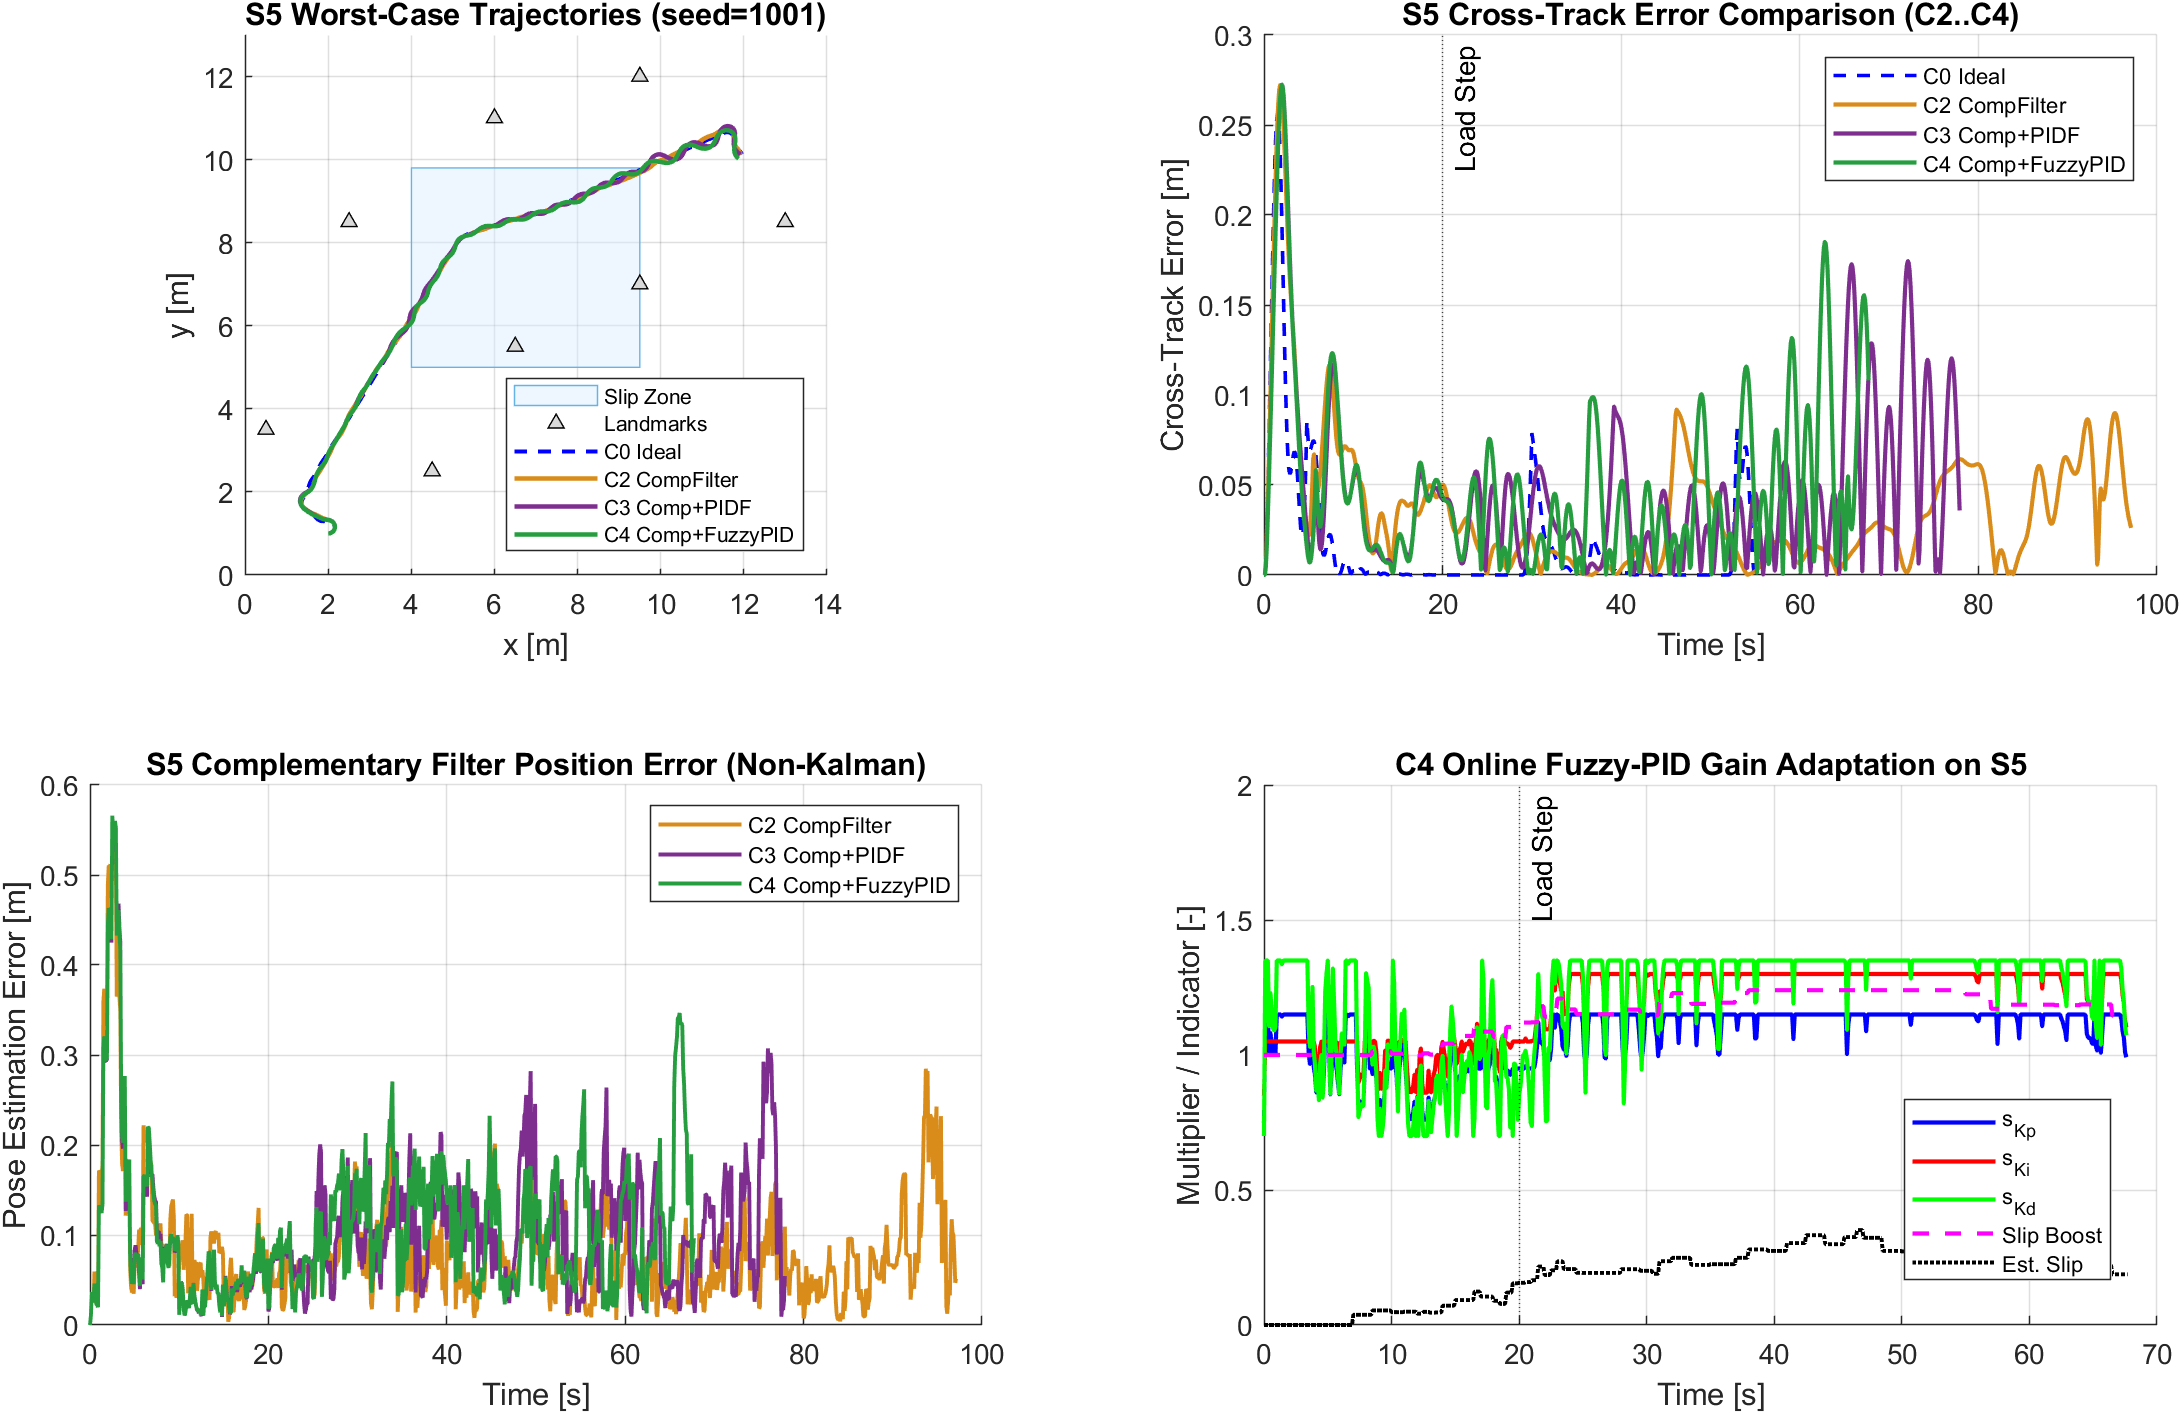 S5 Worst-Case Trajectories (seed=1001)
12
10
8
6
4
2
0
y [m]
0 2 4 6 8 10 12 14
x [m]
Slip Zone
Landmarks
C0 Ideal
C2 CompFilter
C3 Comp+PIDF
C4 Comp+FuzzyPID
S5 Cross-Track Error Comparison (C2..C4)
0.3
0.25
0.2
0.15
0.1
0.05
0
Cross-Track Error [m]
Load Step
C0 Ideal
C2 CompFilter
C3 Comp+PIDF
C4 Comp+FuzzyPID
0 20 40 60 80 100
Time [s]
S5 Complementary Filter Position Error (Non-Kalman)
0.6
0.5
0.4
0.3
0.2
0.1
0
Pose Estimation Error [m]
C2 CompFilter
C3 Comp+PIDF
C4 Comp+FuzzyPID
0 20 40 60 80 100
Time [s]
C4 Online Fuzzy-PID Gain Adaptation on S5
2
1.5
1
0.5
0
Multiplier / Indicator [-]
Load Step
s_Kp
s_Ki
s_Kd
Slip Boost
Est. Slip
0 10 20 30 40 50 60 70
Time [s]